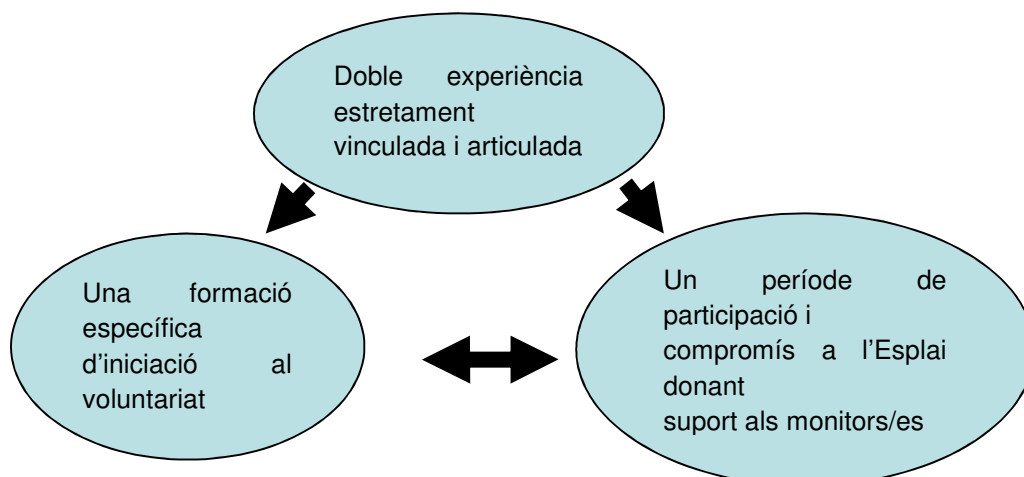 Doble experiència
estretament
vinculada i articulada
Una formació
específica
d’iniciació al
voluntariat
Un període de
participació i
compromís a l’Esplai
donant
suport als monitors/es